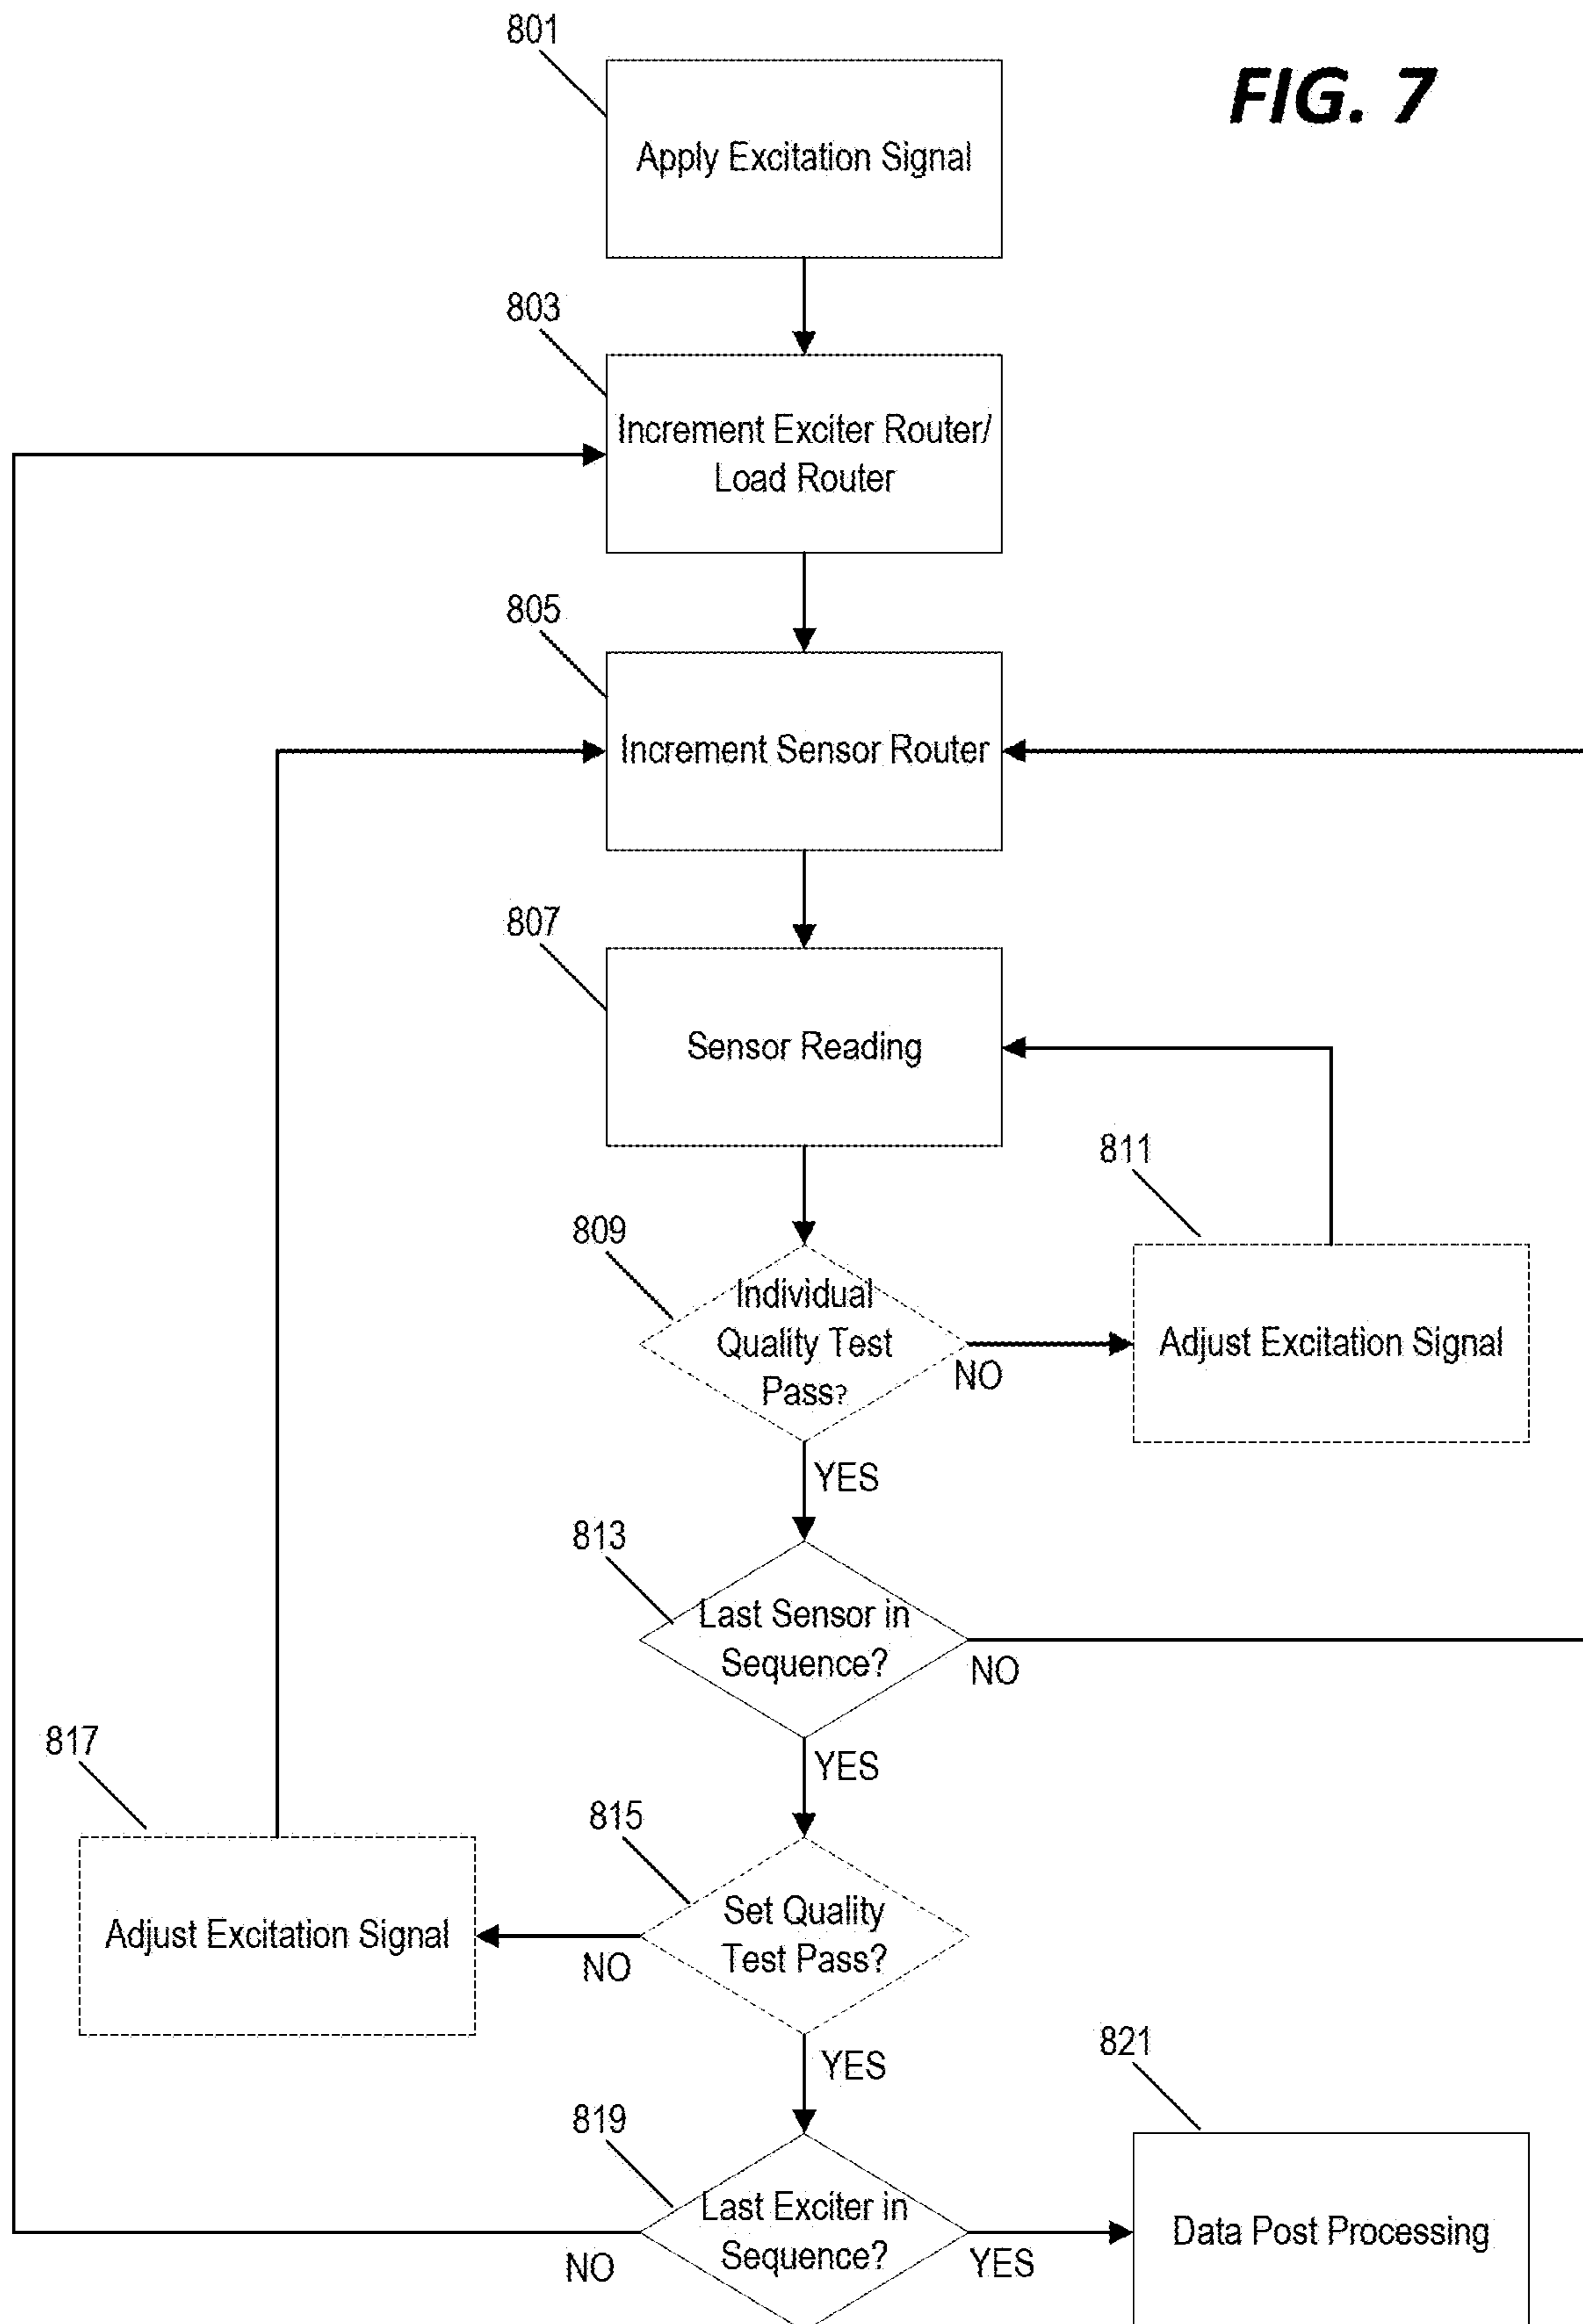 801
FIG. 7
Apply Excitation Signal
803
Increment Exciter Router/
Load Router
805
Increment Sensor Router
807
Sensor Reading
811
809
Individual
Quality Test
Pass?
NO
Adjust Excitation Signal
YES
813
Last Sensor in
Sequence?
NO
817
YES
815
Set Quality
Test Pass?
Adjust Excitation Signal
NO
YES
821
819
Last Exciter in
Sequence?
NO
YES
Data Post Processing